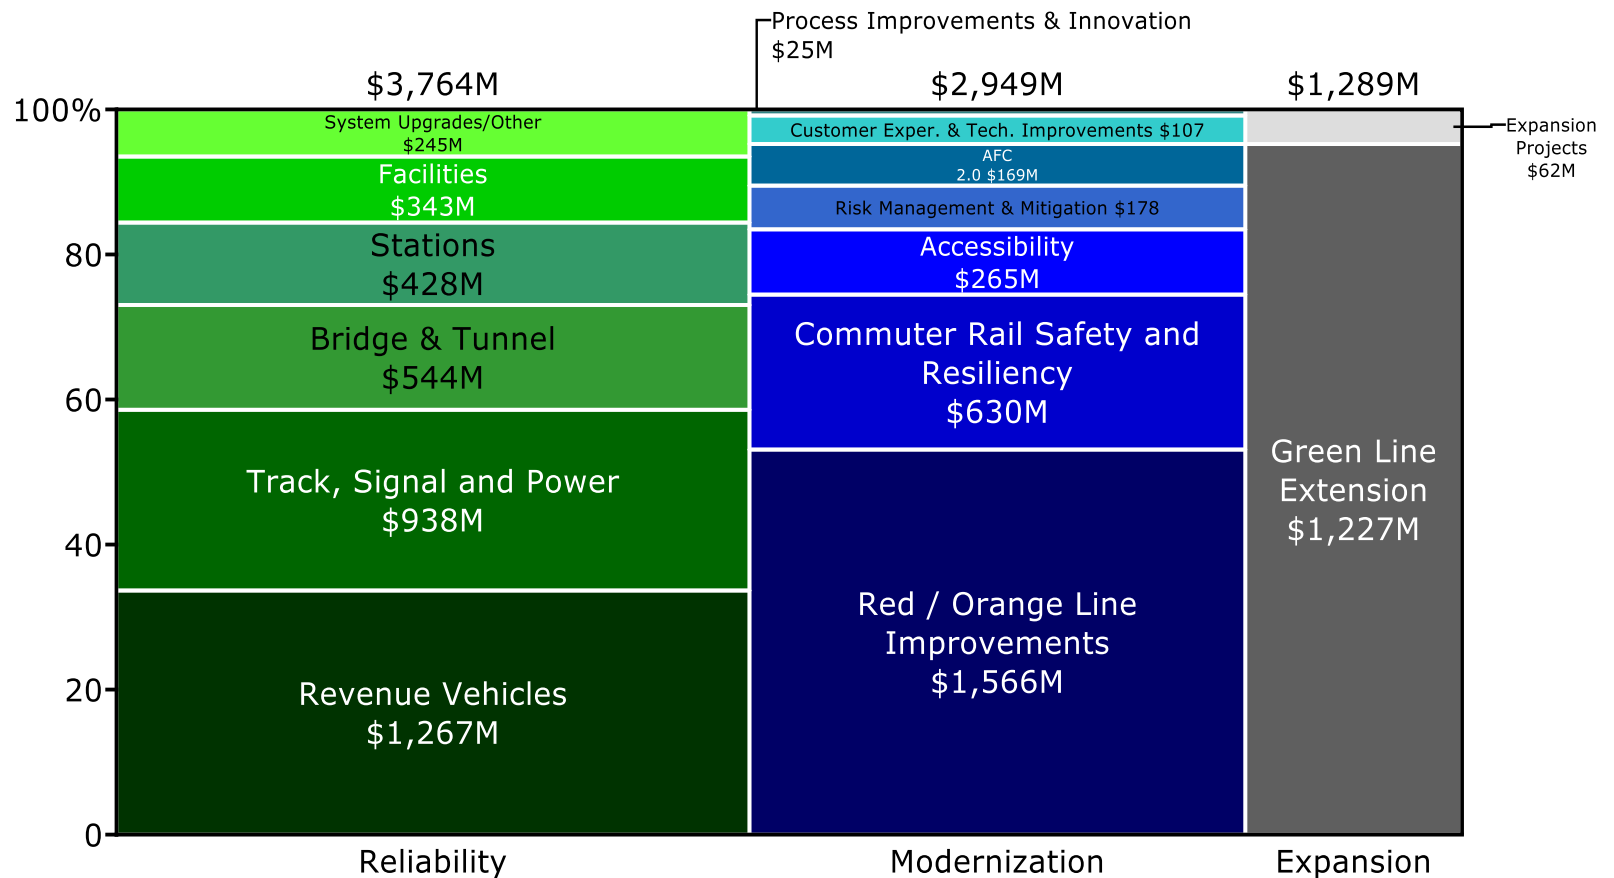 Process Improvements & Innovation
$25M
$3,764M
$2,949M
$1,289M
100%
80
60
40
20
0
System Upgrades/Other
$245M
Facilities
$343M
Stations
$428M
Bridge & Tunnel
$544M
Track, Signal and Power
$938M
Revenue Vehicles
$1,267M
Customer Exper. & Tech. Improvements $107
AFC
2.0 $169M
Risk Management & Mitigation $178
Accessibility
$265M
Commuter Rail Safety and
Resiliency
$630M
Red / Orange Line
Improvements
$1,566M
Expansion
Projects
$62M
Green Line
Extension
$1,227M
Reliability
Modernization
Expansion